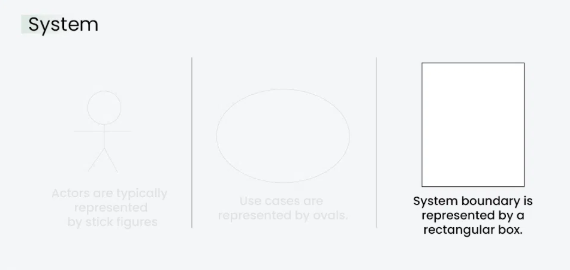 System
Actors are typically
represented
by stick figures
Use cases are
represented by ovals.
System boundary is
represented by a
rectangular box.